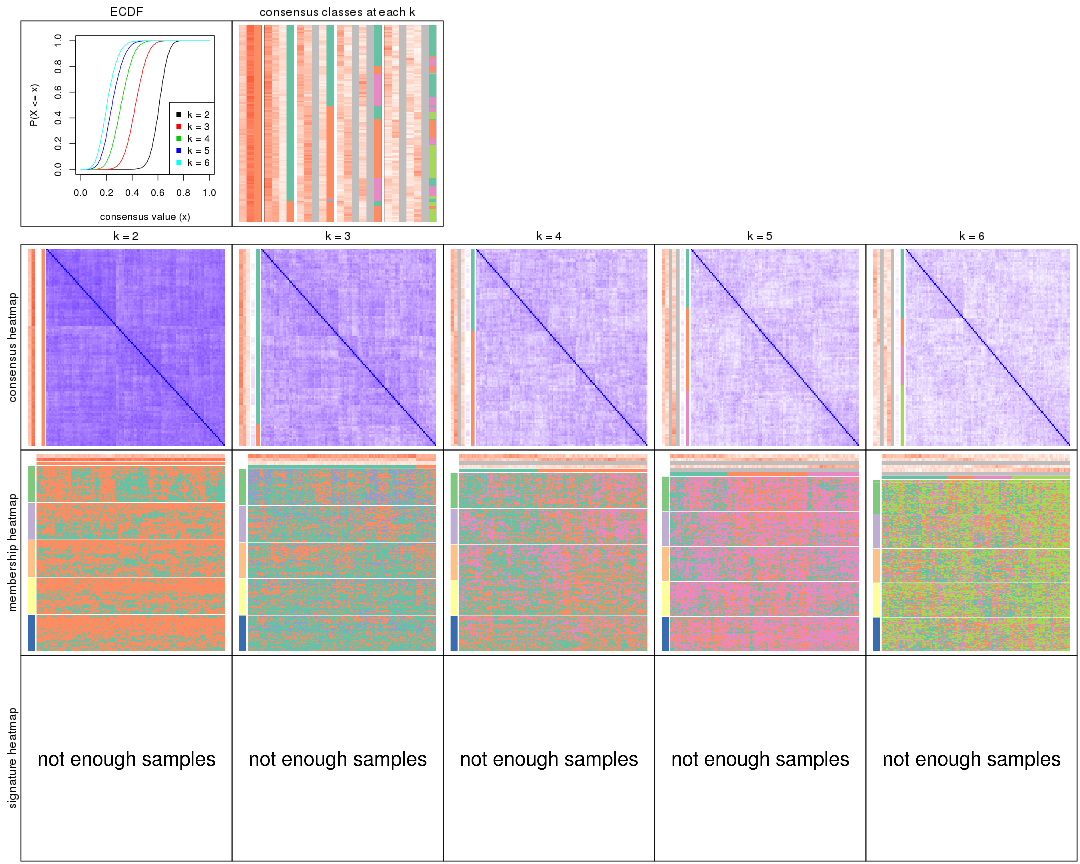 ECDF
consensus classes at each k
P(X <= x)
0.0 0.2 0.4 0.6 0.8 1.0
k = 2
k = 3
k = 4
k = 5
k = 6
0.0 0.2 0.4 0.6 0.8 1.0
consensus value (x)
k = 2 k = 3 k = 4 k = 5 k = 6
consensus heatmap
membership heatmap
signature heatmap
not enough samples not enough samples not enough samples not enough samples not enough samples